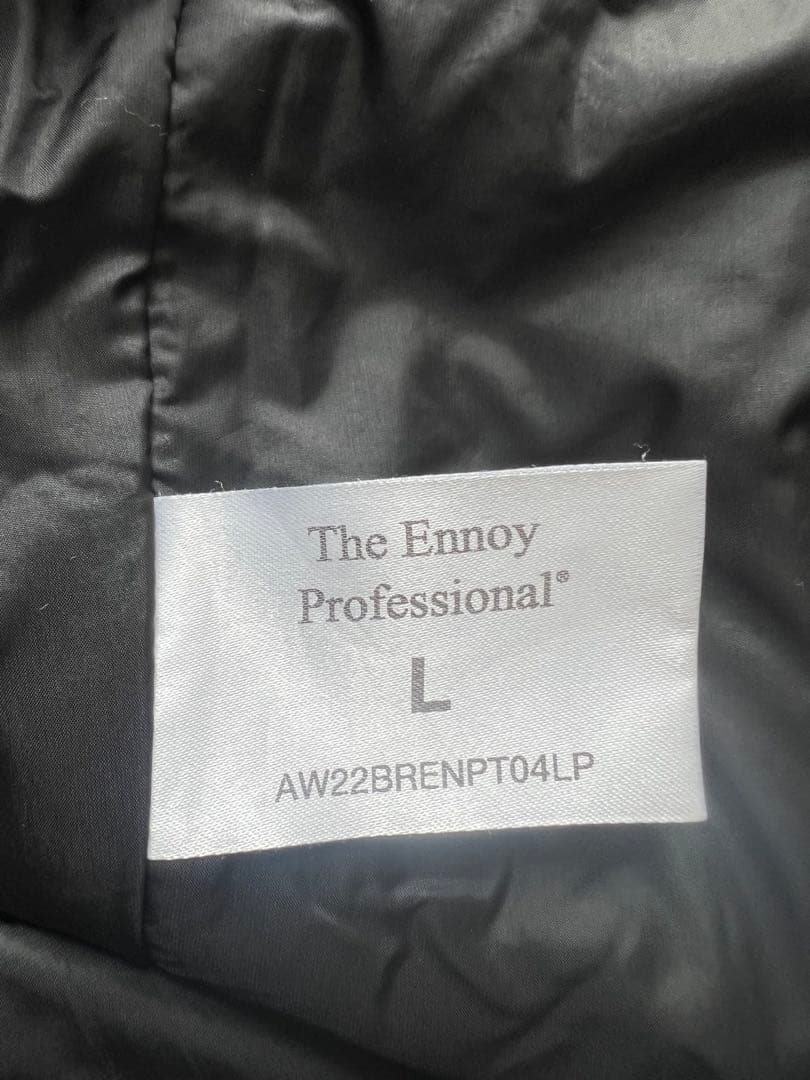 The Ennoy
Professional®
L
AW22BRENPT04LP